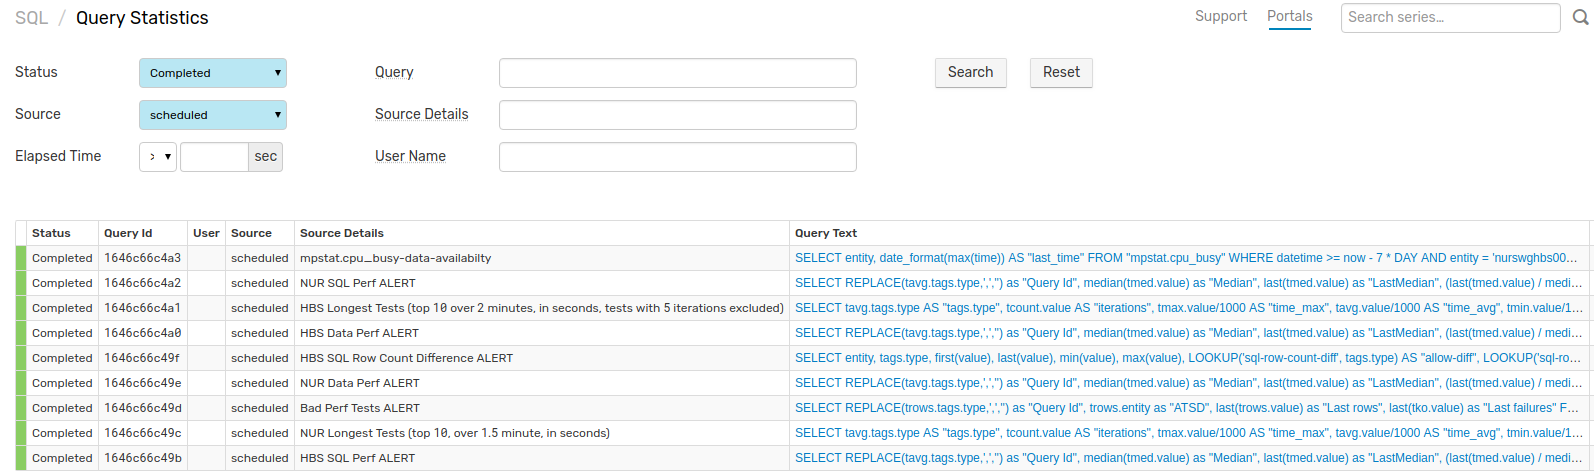 SQL / Query Statistics Support Portals Search series...
Status Completed Query Search Reset
Source scheduled Source Details
Elapsed Time > sec User Name
Status Query Id User Source Source Details Query Text
Completed 1646c66c4a3 scheduled mpstat.cpu_busy-data-availabilty SELECT entity, date_format(max(time)) AS "last_time" FROM "mpstat.cpu_busy" WHERE datetime >= now - 7 * DAY AND entity = 'nurswghbs00...
Completed 1646c66c4a2 scheduled NUR SQL Perf ALERT SELECT REPLACE(tavg.tags.type,',','') as "Query Id", median(tmed.value) as "Median", last(tmed.value) as "LastMedian", (last(tmed.value) / medi...
Completed 1646c66c4a1 scheduled HBS Longest Tests (top 10 over 2 minutes, in seconds, tests with 5 iterations excluded) SELECT tavg.tags.type AS "tags.type", tcount.value AS "iterations", tmax.value/1000 AS "time_max", tavg.value/1000 AS "time_avg", tmin.value/1...
Completed 1646c66c4a0 scheduled HBS Data Perf ALERT SELECT REPLACE(tavg.tags.type,',','') as "Query Id", median(tmed.value) as "Median", last(tmed.value) as "LastMedian", (last(tmed.value) / medi...
Completed 1646c66c49f scheduled HBS SQL Row Count Difference ALERT SELECT entity, tags.type, first(value), last(value), min(value), max(value), LOOKUP('sql-row-count-diff', tags.type) AS "allow-diff", LOOKUP('sql-ro...
Completed 1646c66c49e scheduled NUR Data Perf ALERT SELECT REPLACE(tavg.tags.type,',','') as "Query Id", median(tmed.value) as "Median", last(tmed.value) as "LastMedian", (last(tmed.value) / medi...
Completed 1646c66c49d scheduled Bad Perf Tests ALERT SELECT REPLACE(trows.tags.type,',','') as "Query Id", trows.entity as "ATSD", last(trows.value) as "Last rows", last(tko.value) as "Last failures" F...
Completed 1646c66c49c scheduled NUR Longest Tests (top 10, over 1.5 minute, in seconds) SELECT tavg.tags.type AS "tags.type", tcount.value AS "iterations", tmax.value/1000 AS "time_max", tavg.value/1000 AS "time_avg", tmin.value/1...
Completed 1646c66c49b scheduled HBS SQL Perf ALERT SELECT REPLACE(tavg.tags.type,',','') as "Query Id", median(tmed.value) as "Median", last(tmed.value) as "LastMedian", (last(tmed.value) / medi...